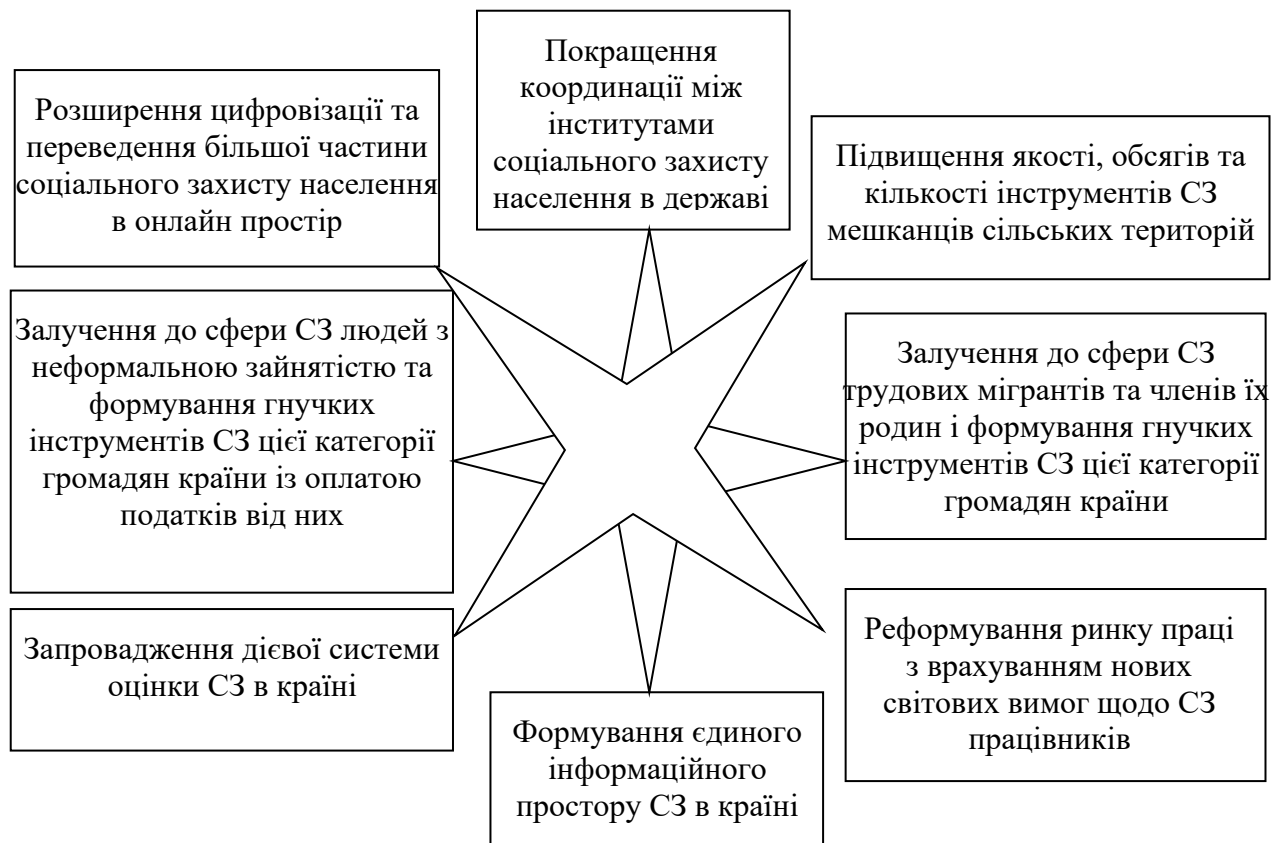 Покращення
координації між
інститутами
соціального захисту
населення в державі
Розширення цифровізації та
переведення більшої частини
соціального захисту населення
в онлайн простір
Підвищення якості, обсягів та
кількості інструментів СЗ
мешканців сільських територій
Залучення до сфери СЗ людей з
неформальною зайнятістю та
формування гнучких
інструментів СЗ цієї категорії
громадян країни із оплатою
податків від них
Залучення до сфери СЗ
трудових мігрантів та членів їх
родин і формування гнучких
інструментів СЗ цієї категорії
громадян країни
Запровадження дієвої системи
оцінки СЗ в країні
Реформування ринку праці
з врахуванням нових
світових вимог щодо СЗ
працівників
Формування єдиного
інформаційного
простору СЗ в країні